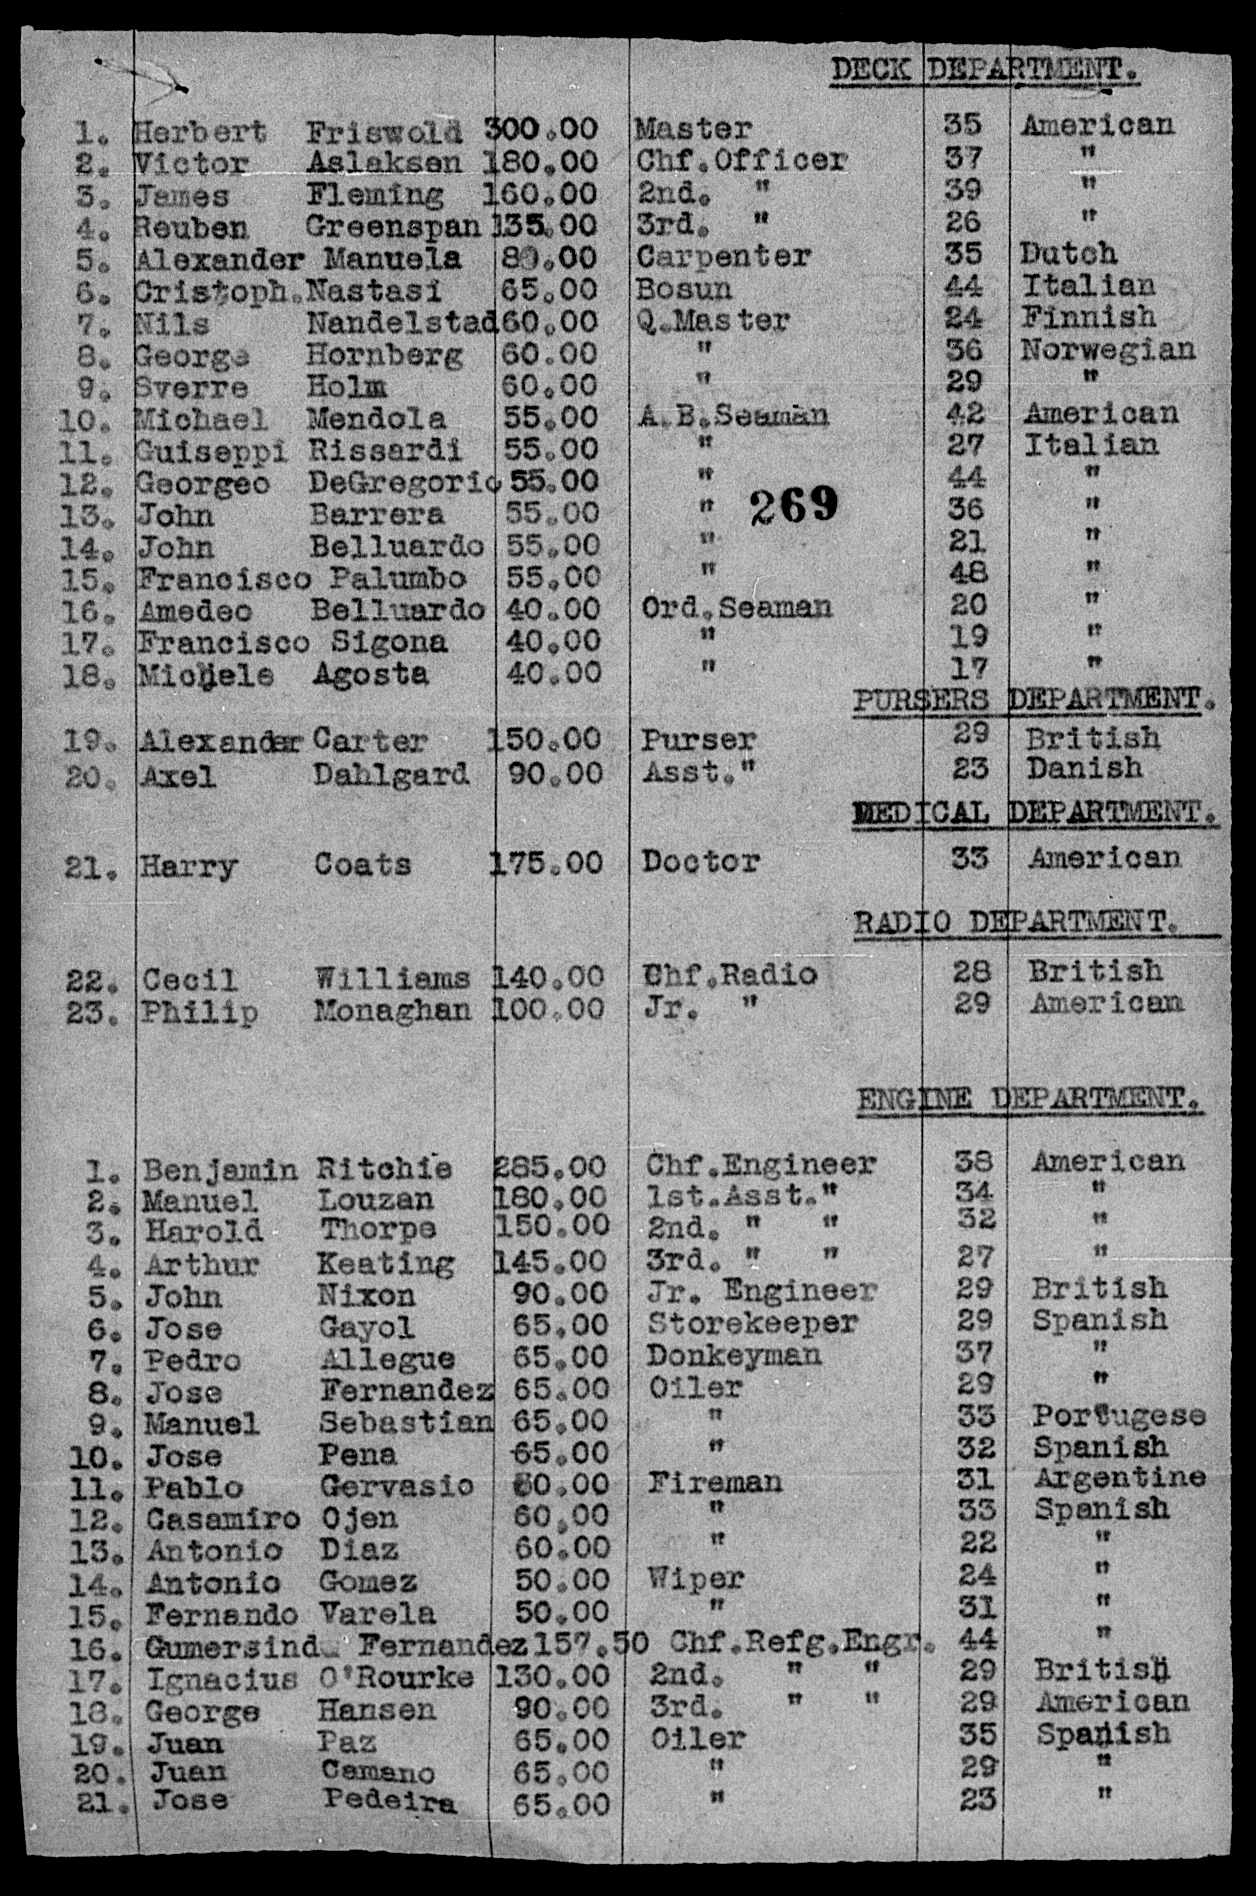 DECK DEPARTMENT.
1. Herbert Friswold 300.00 Master 35 American
2. Victor Aslaksen 180.00 Chf.Officer 37 "
3. James Fleming 160.00 2nd. " 39 "
4. Reuben Greenspan 135.00 3rd. " 26 "
5. Alexander Manuela 80.00 Carpenter 35 Dutch
6. Cristoph.Nastasi 65.00 Bosun 44 Italian
7. Nils Nandelstad 60.00 Q.Master 24 Finnish
8. George Hornberg 60.00 " 36 Norwegian
9. Sverre Holm 60.00 " 29 "
10. Michael Mendola 55.00 A.B.Seaman 42 American
11. Guiseppi Rissardi 55.00 " 27 Italian
12. Georgeo DeGregorio 55.00 " 44 "
13. John Barrera 55.00 " 269 36 "
14. John Belluardo 55.00 " 21 "
15. Francisco Palumbo 55.00 " 48 "
16. Amedeo Belluardo 40.00 Ord.Seaman 20 "
17. Francisco Sigona 40.00 " 19 "
18. Michele Agosta 40.00 " 17 "
PURSERS DEPARTMENT.
19. Alexander Carter 150.00 Purser 29 British
20. Axel Dahlgard 90.00 Asst." 23 Danish
MEDICAL DEPARTMENT.
21. Harry Coats 175.00 Doctor 33 American
RADIO DEPARTMENT.
22. Cecil Williams 140.00 Chf.Radio 28 British
23. Philip Monaghan 100.00 Jr. " 29 American
ENGINE DEPARTMENT.
1. Benjamin Ritchie 285.00 Chf.Engineer 38 American
2. Manuel Louzan 180.00 1st.Asst." 34 "
3. Harold Thorpe 150.00 2nd. " " 32 "
4. Arthur Keating 145.00 3rd. " " 27 "
5. John Nixon 90.00 Jr. Engineer 29 British
6. Jose Gayol 65.00 Storekeeper 29 Spanish
7. Pedro Allegue 65.00 Donkeyman 37 "
8. Jose Fernandez 65.00 Oiler 29 "
9. Manuel Sebastian 65.00 " 33 Portugese
10. Jose Pena 65.00 " 32 Spanish
11. Pablo Gervasio 60.00 Fireman 31 Argentine
12. Casamiro Ojen 60.00 " 33 Spanish
13. Antonio Diaz 60.00 " 22 "
14. Antonio Gomez 50.00 Wiper 24 "
15. Fernando Varela 50.00 " 31 "
16. Gumersind. Fernandez 157.50 Chf.Refg.Engr. 44 "
17. Ignacius O'Rourke 130.00 2nd. " " 29 British
18. George Hansen 90.00 3rd. " " 29 American
19. Juan Paz 65.00 Oiler 35 Spanish
20. Juan Camano 65.00 " 29 "
21. Jose Pedeira 65.00 " 23 "